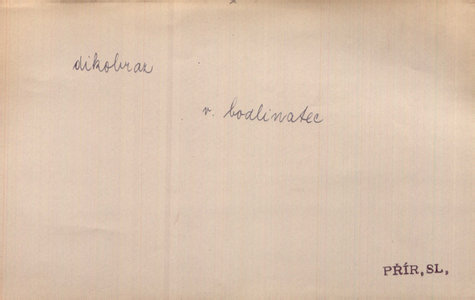 dikobraz
v. bodlinatec
PŘÍR. SL,